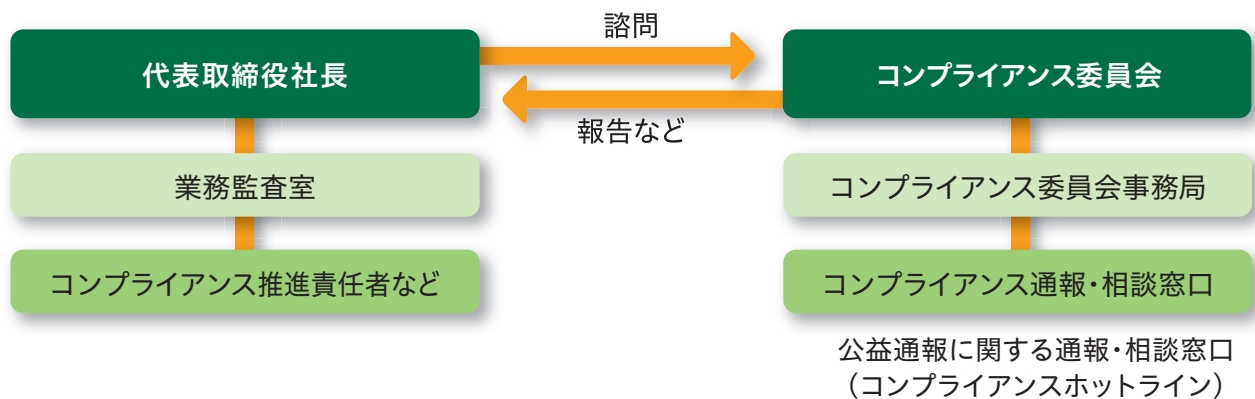 諮問
代表取締役社長
コンプライアンス委員会
報告など
業務監査室
コンプライアンス委員会事務局
コンプライアンス推進責任者など
コンプライアンス通報・相談窓口
公益通報に関する通報・相談窓口
（コンプライアンスホットライン）